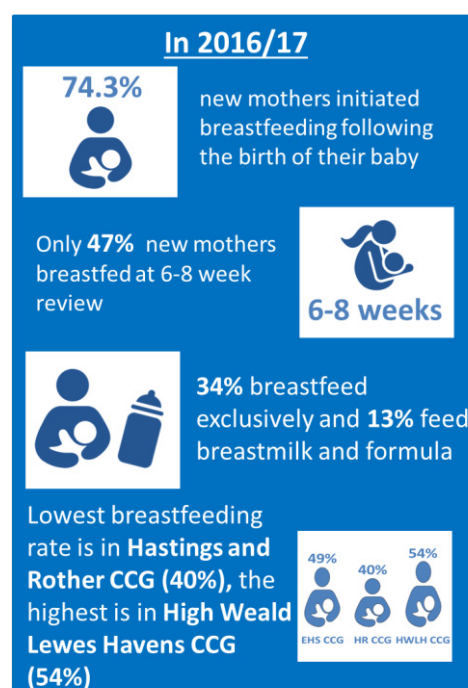 In 2016/17
74.3%
new mothers initiated
breastfeeding following
the birth of their baby
Only 47% new mothers
breastfed at 6-8 week
review
6-8 weeks
34% breastfeed
exclusively and 13% feed
breastmilk and formula
Lowest breastfeeding
rate is in Hastings and
Rother CCG (40%), the
highest is in High Weald
Lewes Havens CCG
(54%)
49% 40% 54%
EHS CCG HR CCG HWLH CCG